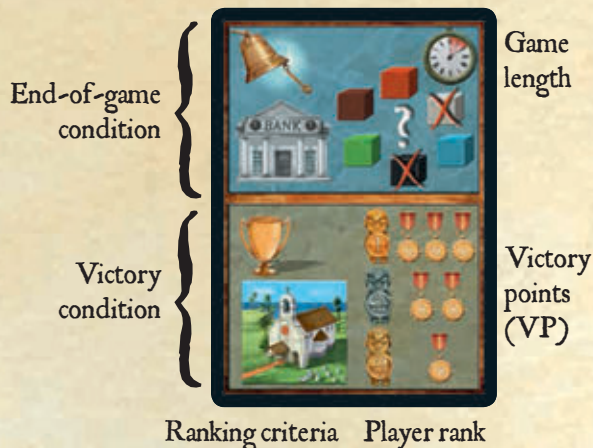 End-of-game
condition
Game
length
BANK
?
Victory
condition
Victory
points
(VP)
Ranking criteria
Player rank